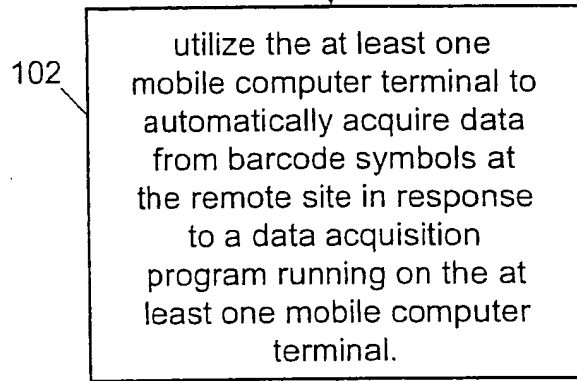 102
utilize the at least one
mobile computer terminal to
automatically acquire data
from barcode symbols at
the remote site in response
to a data acquisition
program running on the at
least one mobile computer
terminal.